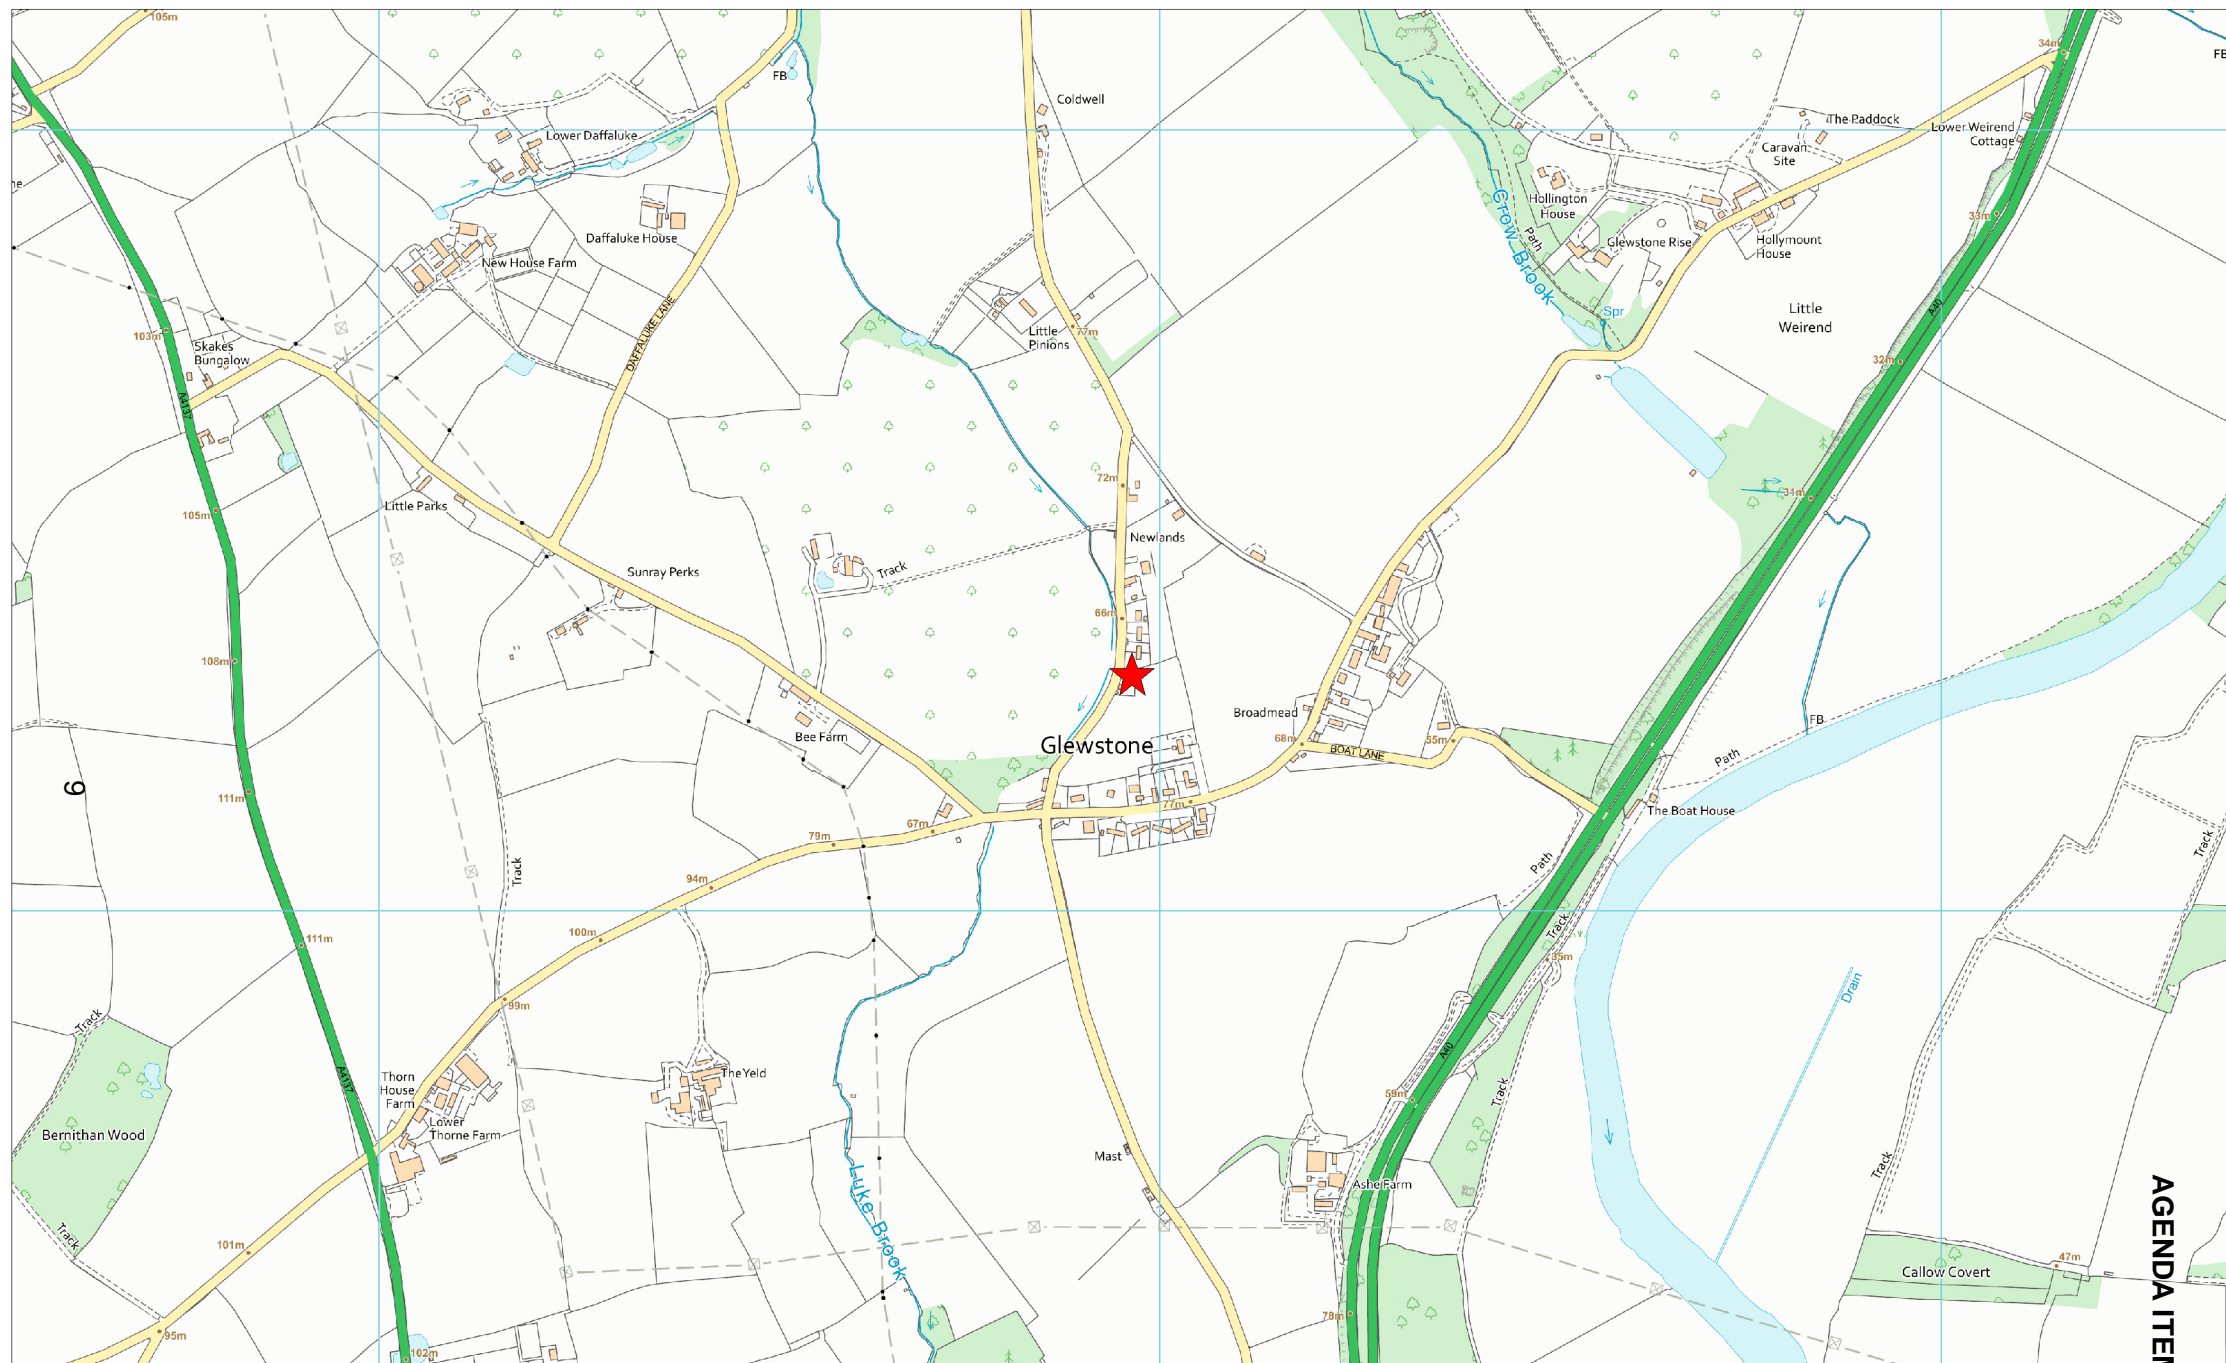 105m
34m
FB
FB
Coldwell
The Paddock
Lower Weirend
Cottage
Lower Daffaluke
Caravan
Site
Hollington
House
33m
Crow Brook
Path
Daffaluke House
Glewstone Rise
Hollymount
House
New House Farm
Spr
Little
Weirend
A40
DAFFALUKE LANE
103m
Skakes
Bungalow
Little
Pinions
77m
32m
A4137
72m
31m
105m
Little Parks
Newlands
Sunray Perks
Track
66m
108m
Broadmead
Bee Farm
68m
BOAT LANE
55m
FB
Glewstone
Path
9
111m
77m
The Boat House
67m
79m
Track
Path
Track
94m
111m
100m
Track
35m
Drain
99m
Track
A40
The Yeld
Thorn
House
Farm
A4137
59m
Track
Lower
Thorne Farm
Bernithan Wood
Mast
Track
Ashe Farm
Luke Brook
AGENDA ITEM
Track
101m
47m
Callow Covert
78m
95m
102m